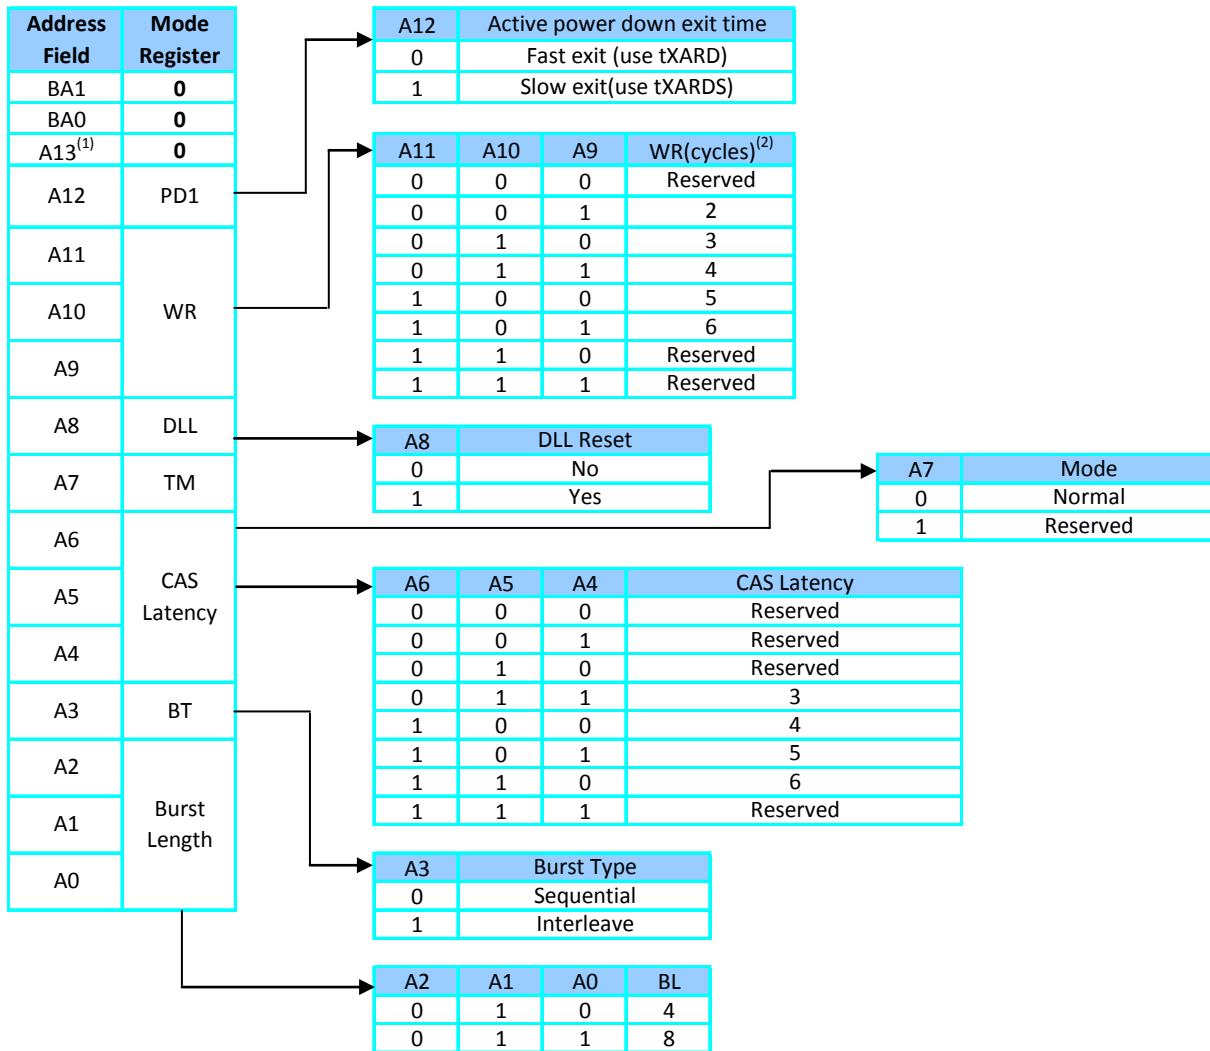 Address Field Mode Register
BA1 0
BA0 0
A13(1) 0
A12 PD1
A11
A10 WR
A9
A8 DLL
A7 TM
A6
A5 CAS Latency
A4
A3 BT
A2
A1 Burst Length
A0
A12 Active power down exit time
0 Fast exit (use tXARD)
1 Slow exit(use tXARDS)
A11 A10 A9 WR(cycles)(2)
0 0 0 Reserved
0 0 1 2
0 1 0 3
0 1 1 4
1 0 0 5
1 0 1 6
1 1 0 Reserved
1 1 1 Reserved
A8 DLL Reset
0 No
1 Yes
A7 Mode
0 Normal
1 Reserved
A6 A5 A4 CAS Latency
0 0 0 Reserved
0 0 1 Reserved
0 1 0 Reserved
0 1 1 3
1 0 0 4
1 0 1 5
1 1 0 6
1 1 1 Reserved
A3 Burst Type
0 Sequential
1 Interleave
A2 A1 A0 BL
0 1 0 4
0 1 1 8